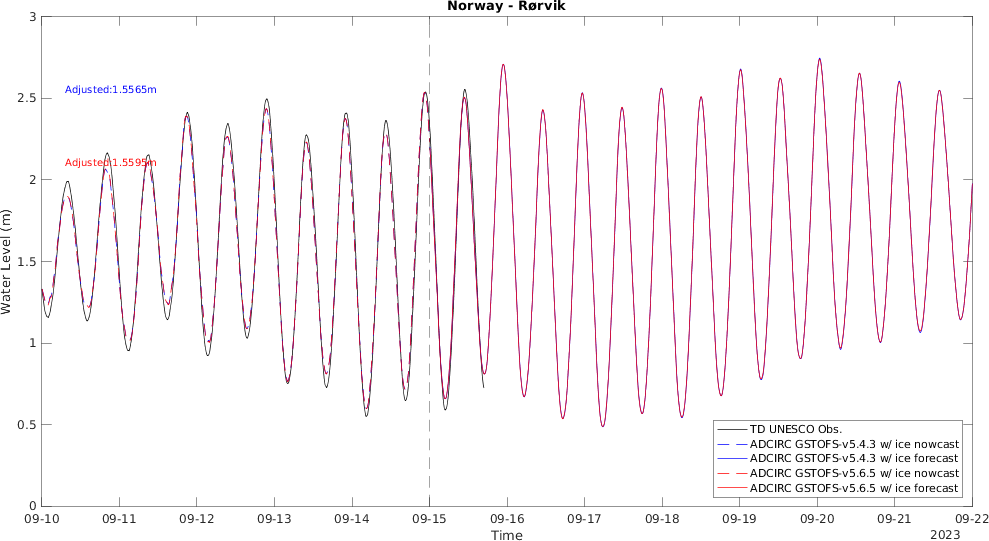 Norway - Rørvik
3
2.5
2
1.5
1
0.5
0
Water Level (m)
Adjusted:1.5565m
Adjusted:1.5595m
TD UNESCO Obs.
ADCIRC GSTOFS-v5.4.3 w/ ice nowcast
ADCIRC GSTOFS-v5.4.3 w/ ice forecast
ADCIRC GSTOFS-v5.6.5 w/ ice nowcast
ADCIRC GSTOFS-v5.6.5 w/ ice forecast
09-10 09-11 09-12 09-13 09-14 09-15 09-16 09-17 09-18 09-19 09-20 09-21 09-22
Time
2023